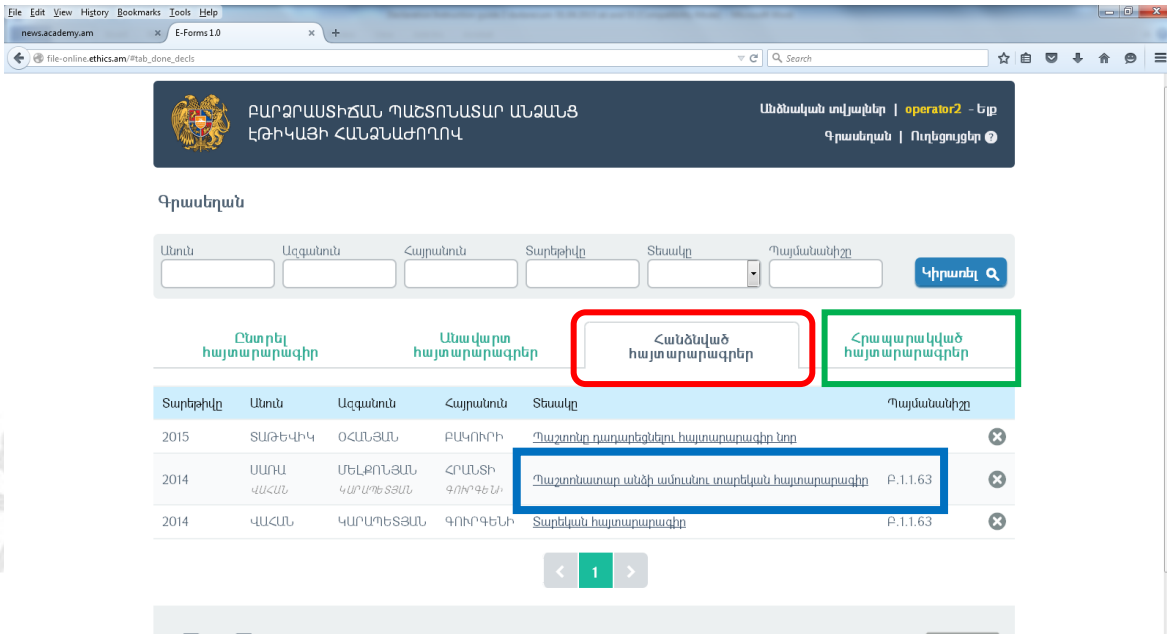 File Edit View History Bookmarks Tools Help
news.academy.am × E-Forms 1.0 × +
file-online.ethics.am/#tab_done_decls Search
ԲԱՐՁՐԱՍՏԻՃԱՆ ՊԱՇՏՈՆԱՏԱՐ ԱՆՁԱՆՑ
ԷԹԻԿԱՅԻ ՀԱՆՁՆԱԺՈՂՈՎ
Անձնական տվյալներ | operator2 - Ելք
Գրասեղան | Ուղեցույցեր ?
Գրասեղան
Անուն Ազգանուն Հայրանուն Տարեթիվը Տեսակը Պայմանանիշը
Կիրառել
Ընտրել
հայտարարագիր
Անավարտ
հայտարարագրեր
Հանձնված
հայտարարագրեր
Հրապարակված
հայտարարագրեր
Տարեթիվը Անուն Ազգանուն Հայրանուն Տեսակը Պայմանանիշը
2015 ՏԱԹԵՎԻԿ ՕՀԱՆՅԱՆ ԲԱԿՈՒՐԻ Պաշտոնը դադարեցնելու հայտարարագիր նոր
2014 ՍԱՌԱ ՄԵԼՔՈՆՅԱՆ ՀՐԱՆՏԻ Պաշտոնատար անձի ամուսնու տարեկան հայտարարագիր Բ.1.1.63
ՎԱՀԱՆ ԿԱՐԱՊԵՏՅԱՆ ԳՈՒՐԳԵՆԻ
2014 ՎԱՀԱՆ ԿԱՐԱՊԵՏՅԱՆ ԳՈՒՐԳԵՆԻ Տարեկան հայտարարագիր Բ.1.1.63
< 1 >